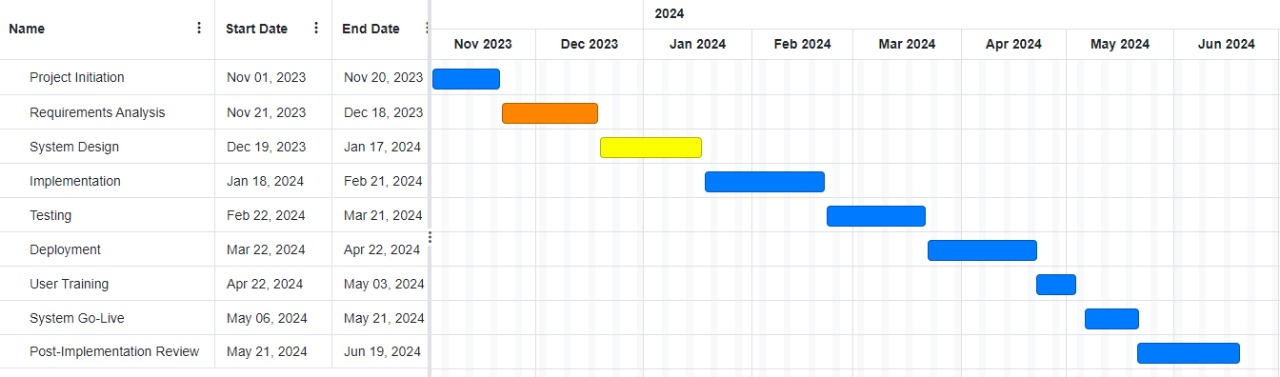 2024
Name Start Date End Date Nov 2023 Dec 2023 Jan 2024 Feb 2024 Mar 2024 Apr 2024 May 2024 Jun 2024
Project Initiation Nov 01, 2023 Nov 20, 2023
Requirements Analysis Nov 21, 2023 Dec 18, 2023
System Design Dec 19, 2023 Jan 17, 2024
Implementation Jan 18, 2024 Feb 21, 2024
Testing Feb 22, 2024 Mar 21, 2024
Deployment Mar 22, 2024 Apr 22, 2024
User Training Apr 22, 2024 May 03, 2024
System Go-Live May 06, 2024 May 21, 2024
Post-Implementation Review May 21, 2024 Jun 19, 2024